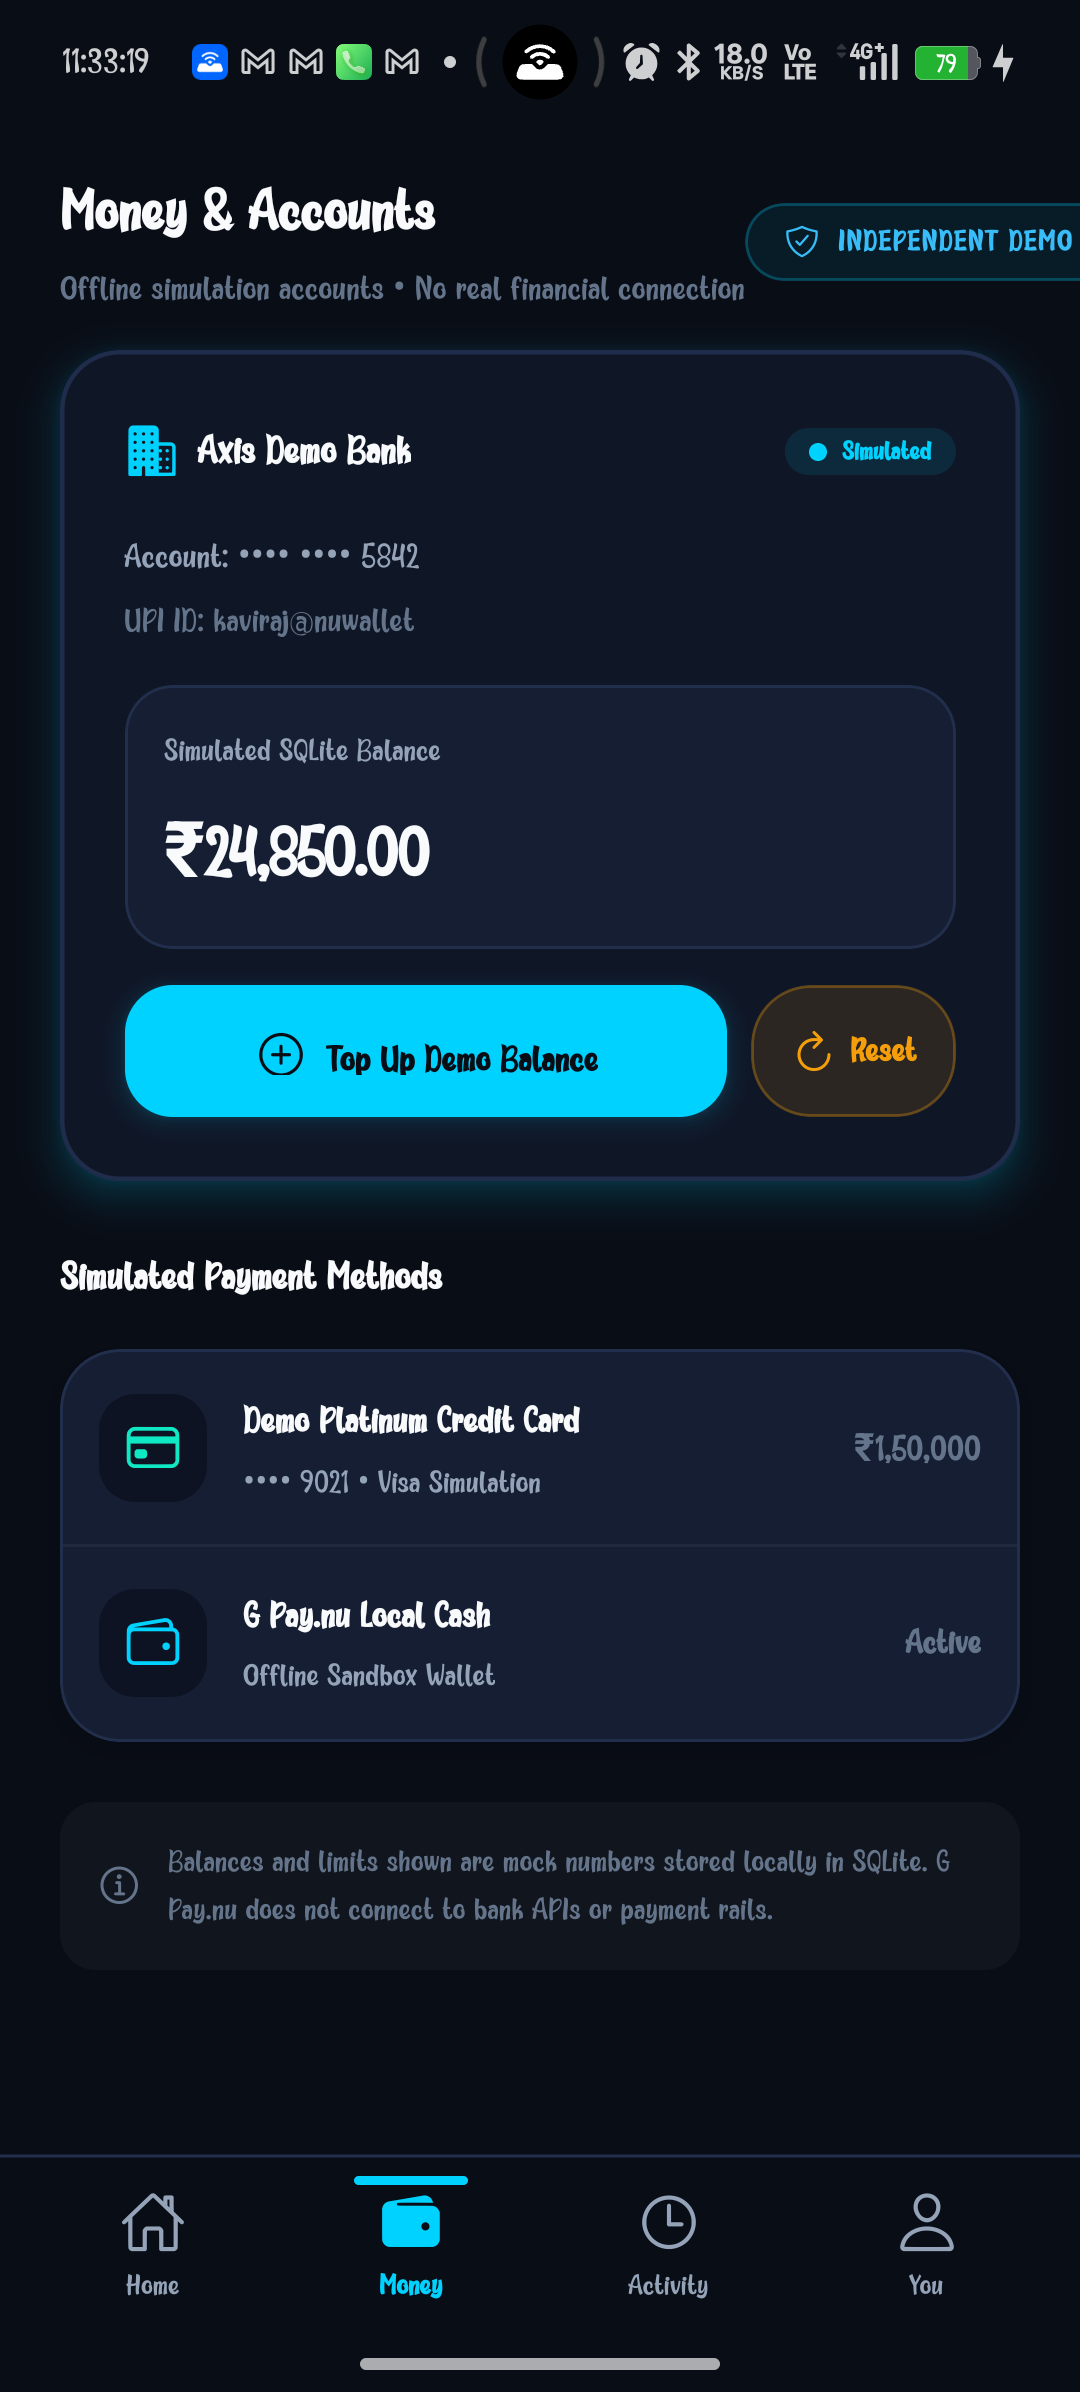 11:33:19
18.0 KB/S
Vo LTE
4G+
79
Money & Accounts
INDEPENDENT DEMO
Offline simulation accounts • No real financial connection
Axis Demo Bank
Simulated
Account: •••• •••• 5842
UPI ID: kaviraj@nuwallet
Simulated SQLite Balance
₹24,850.00
Top Up Demo Balance
Reset
Simulated Payment Methods
Demo Platinum Credit Card
•••• 9021 • Visa Simulation
₹1,50,000
G Pay.nu Local Cash
Offline Sandbox Wallet
Active
Balances and limits shown are mock numbers stored locally in SQLite. G
Pay.nu does not connect to bank APIs or payment rails.
Home
Money
Activity
You